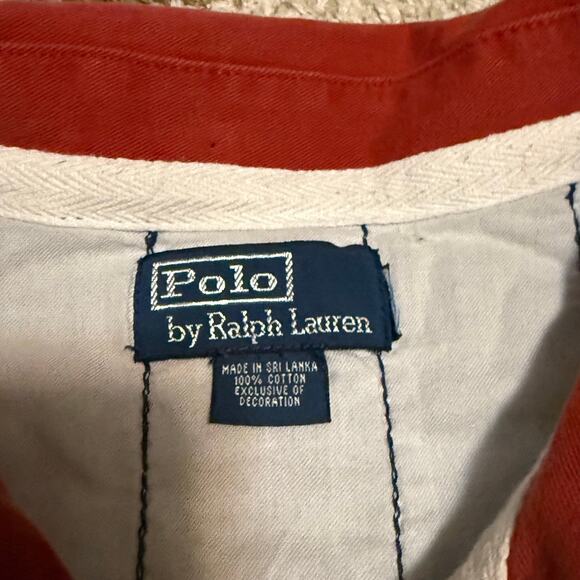 Polo
by Ralph Lauren
MADE IN SRI LANKA
100% COTTON
EXCLUSIVE OF
DECORATION